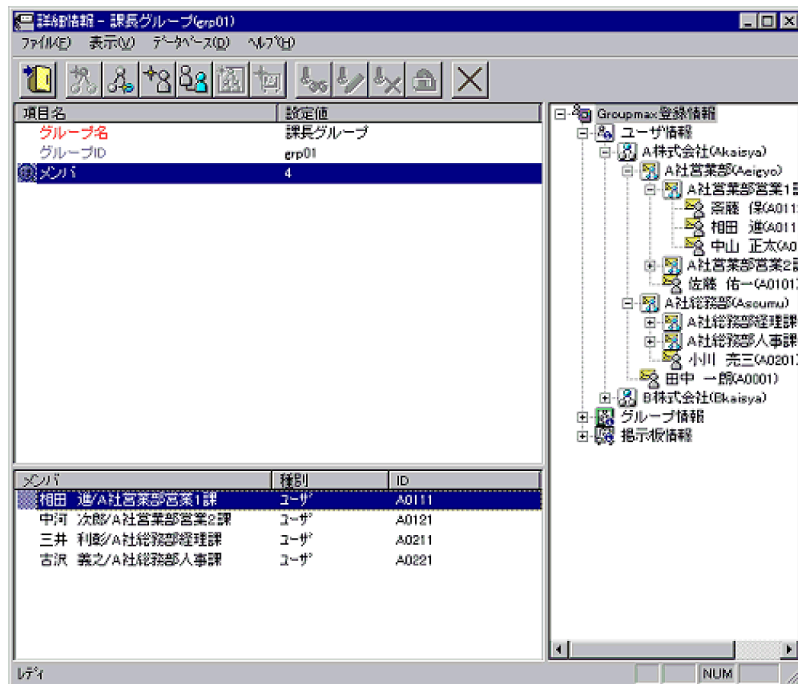 詳細情報 - 課長グループ(grp01)
ファイル(F) 表示(V) データベース(D) ヘルプ(H)
項目名 設定値
グループ名 課長グループ
グループID grp01
メンバ 4
メンバ 種別 ID
相田 進/A社営業部営業1課 ユーザ A0111
中河 次郎/A社営業部営業2課 ユーザ A0121
三井 利彰/A社総務部経理課 ユーザ A0211
古沢 義之/A社総務部人事課 ユーザ A0221
Groupmax登録情報
ユーザ情報
A株式会社(Akaisya)
A社営業部(Aeigyo)
A社営業部営業1課
斎藤 保(A011
相田 進(A011
中山 正太(A0
A社営業部営業2課
佐藤 佑一(A0101)
A社総務部(Asoumu)
A社総務部経理課
A社総務部人事課
小川 亮三(A0201)
田中 一朗(A0001)
B株式会社(Bkaisya)
グループ情報
掲示板情報
レディ NUM